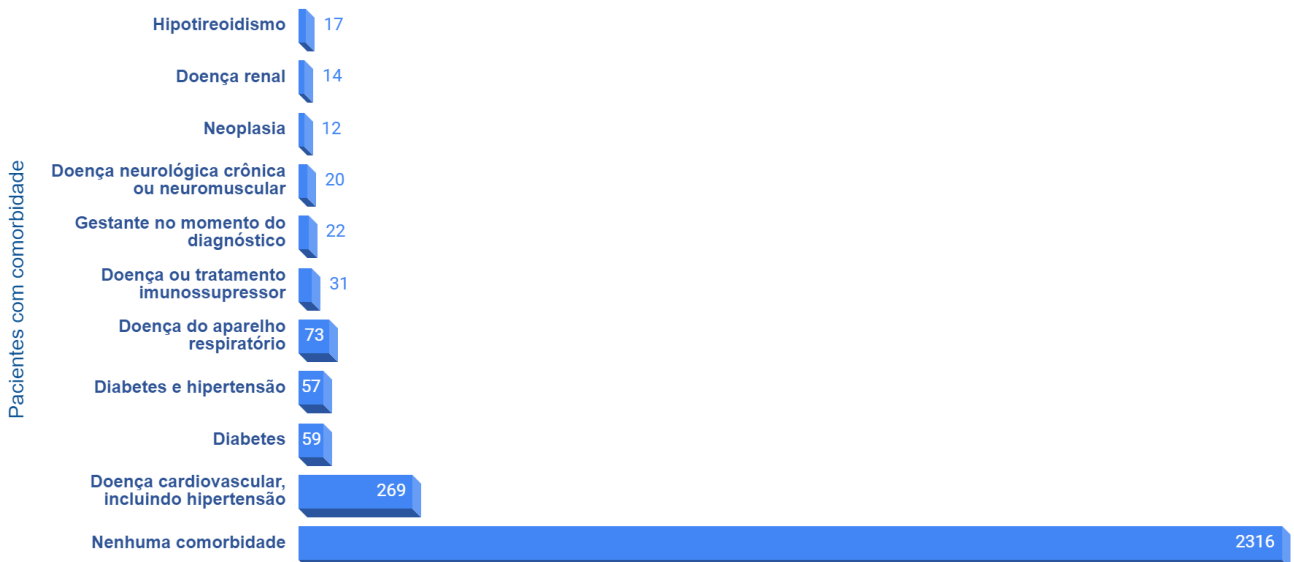 Pacientes com comorbidade
Hipotireoidismo 17
Doença renal 14
Neoplasia 12
Doença neurológica crônica
ou neuromuscular 20
Gestante no momento do
diagnóstico 22
Doença ou tratamento
imunossupressor 31
Doença do aparelho
respiratório 73
Diabetes e hipertensão 57
Diabetes 59
Doença cardiovascular,
incluindo hipertensão 269
Nenhuma comorbidade 2316